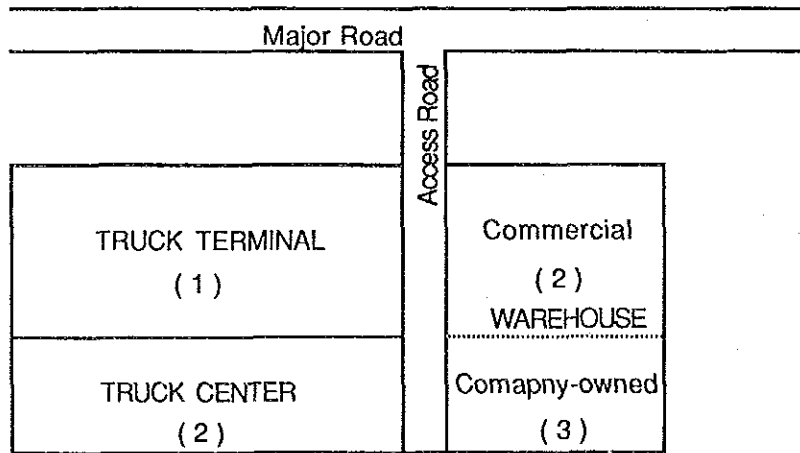 Major Road
Access Road
TRUCK TERMINAL
( 1 )
Commercial
( 2 )
WAREHOUSE
TRUCK CENTER
( 2 )
Comapny-owned
( 3 )